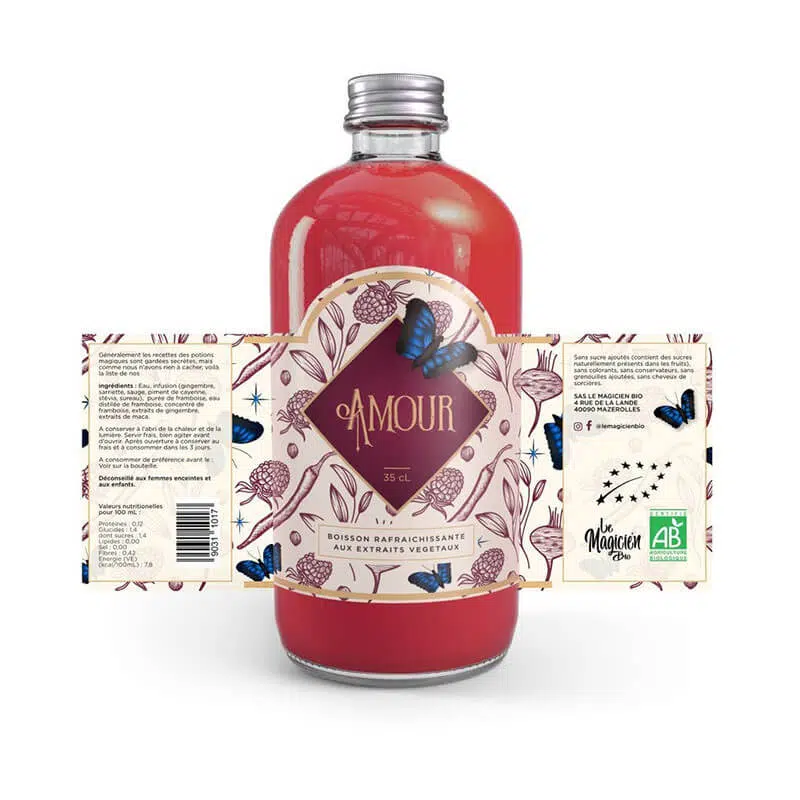 Généralement les recettes des potions
magiques sont gardées secrètes, mais
comme nous n'avons rien à cacher, voilà
la liste de nos
ingrédients : Eau, infusion (gingembre,
sarriette, sauge, piment de cayenne,
stévia, sureau), purée de framboise, eau
distilée de framboise, concentré de
framboise, extraits de gingembre,
extraits de maca.
A conserver à l'abri de la chaleur et de la
lumière. Servir frais, bien agiter avant
d'ouvrir. Après ouverture à conserver au
frais et à consommer dans les 3 jours.
A consommer de préférence avant le :
Voir sur la bouteille.
Déconseillé aux femmes enceintes et
aux enfants.
Valeurs nutritionelles
pour 100 mL :
Protéines : 0,12
Glucides : 1,4
dont sucres : 1,4
Lipides : 0,00
Sel : 0,00
Fibres : 0,42
Energie (VE)
(kcal/100mL) : 7,8
9031 1017
AMOUR
35 cL
BOISSON RAFRAICHISSANTE
AUX EXTRAITS VEGETAUX
Sans sucre ajoutés (contient des sucres
naturellement présents dans les fruits),
sans colorants, sans conservateurs, sans
grenouilles ajoutées, sans cheveux de
sorcières.
SAS LE MAGICIEN BIO
4 RUE DE LA LANDE
40090 MAZEROLLES
@lemagicienbio
Le
Magicien
Bio
CERTIFIÉ
AB
AGRICULTURE
BIOLOGIQUE